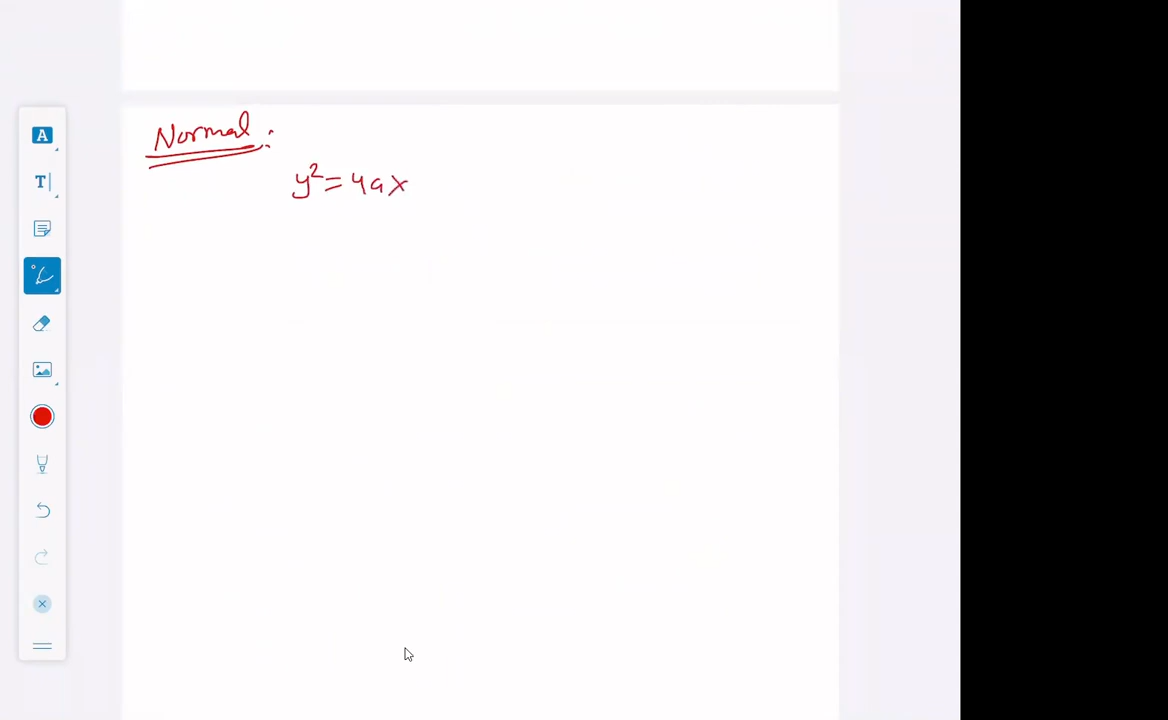 Normal:
y² = 4ax
A
T